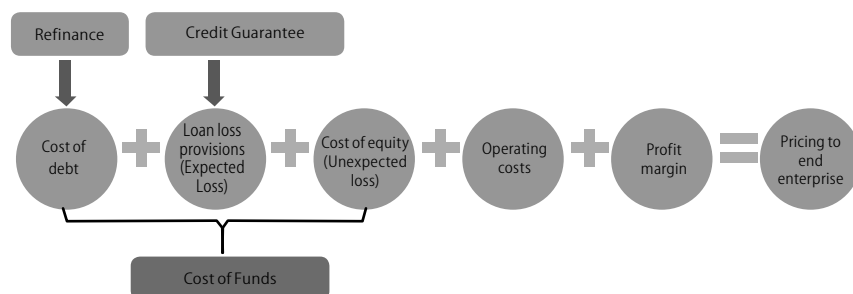 Refinance
Credit Guarantee
Cost of
debt
Loan loss
provisions
(Expected
Loss)
Cost of equity
(Unexpected
loss)
Operating
costs
Profit
margin
Pricing to
end
enterprise
Cost of Funds